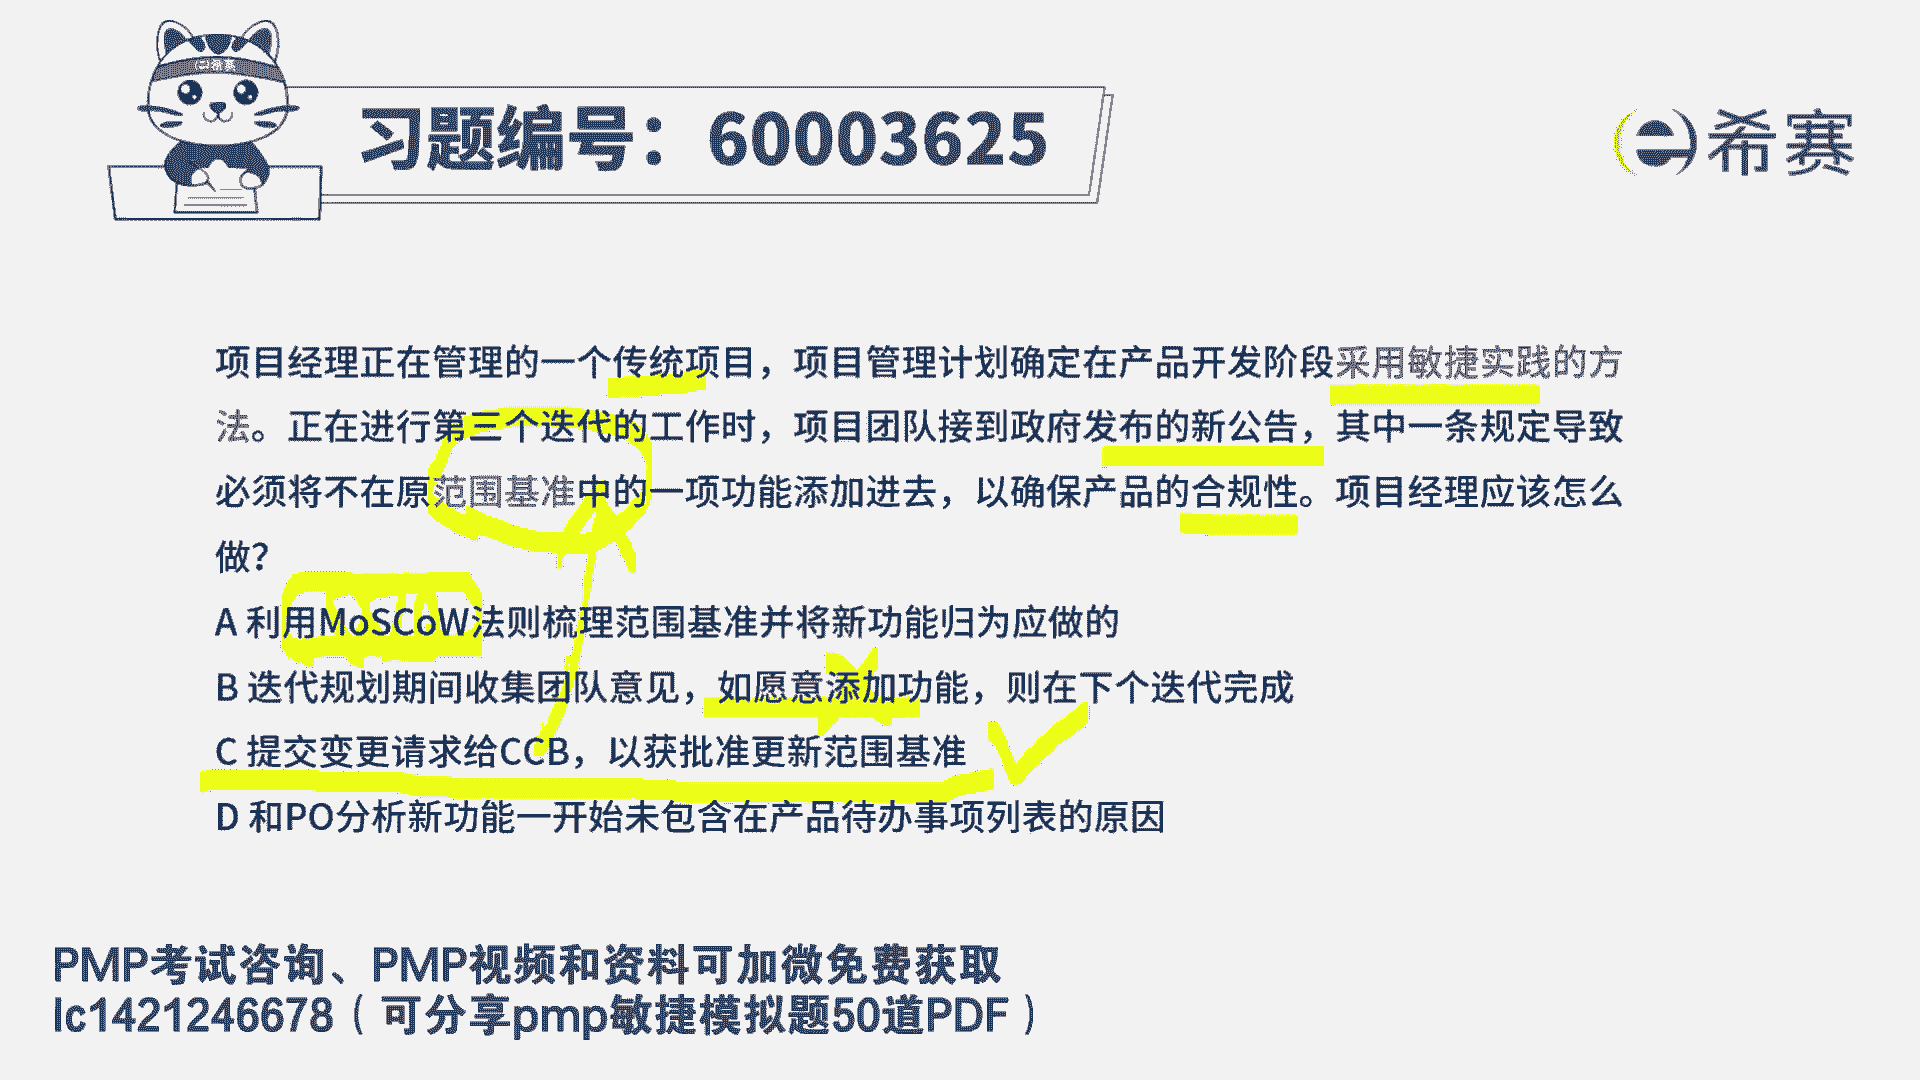 习题编号：60003625
希赛
项目经理正在管理的一个传统项目，项目管理计划确定在产品开发阶段采用敏捷实践的方
法。正在进行第三个迭代的工作时，项目团队接到政府发布的新公告，其中一条规定导致
必须将不在原范围基准中的一项功能添加进去，以确保产品的合规性。项目经理应该怎么
做？
A 利用MoSCoW法则梳理范围基准并将新功能归为应做的
B 迭代规划期间收集团队意见，如愿意添加功能，则在下个迭代完成
C 提交变更请求给CCB，以获批准更新范围基准
D 和PO分析新功能一开始未包含在产品待办事项列表的原因
PMP考试咨询、PMP视频和资料可加微免费获取
lc1421246678（可分享pmp敏捷模拟题50道PDF）